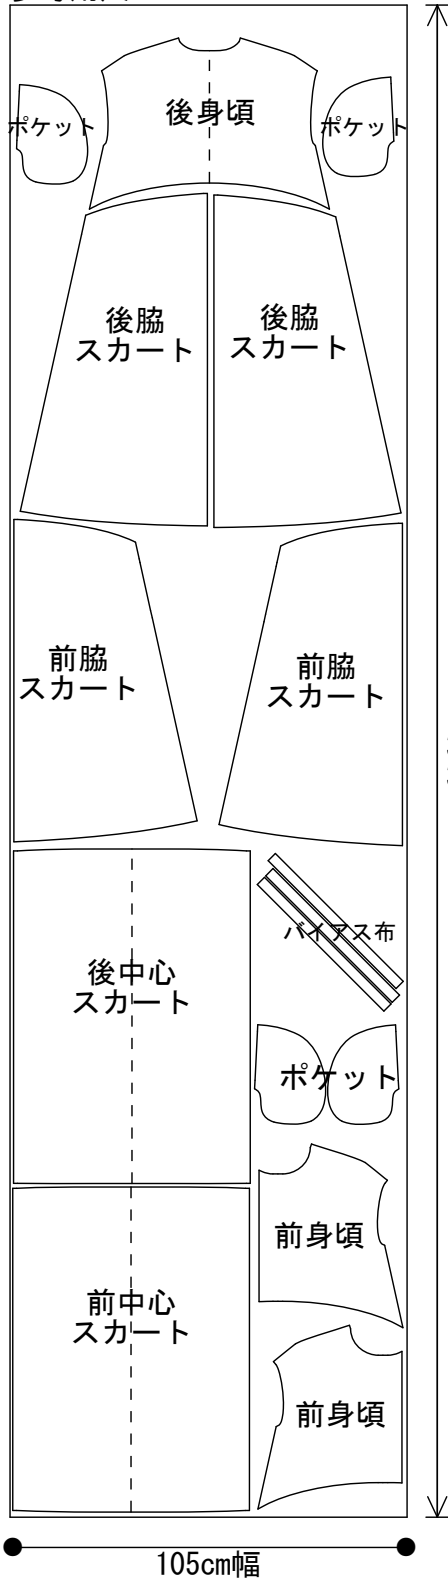 後身頃
ポケット
ポケット
後脇
スカート
後脇
スカート
前脇
スカート
前脇
スカート
バイアス布
後中心
スカート
ポケット
前身頃
前中心
スカート
前身頃
105cm幅